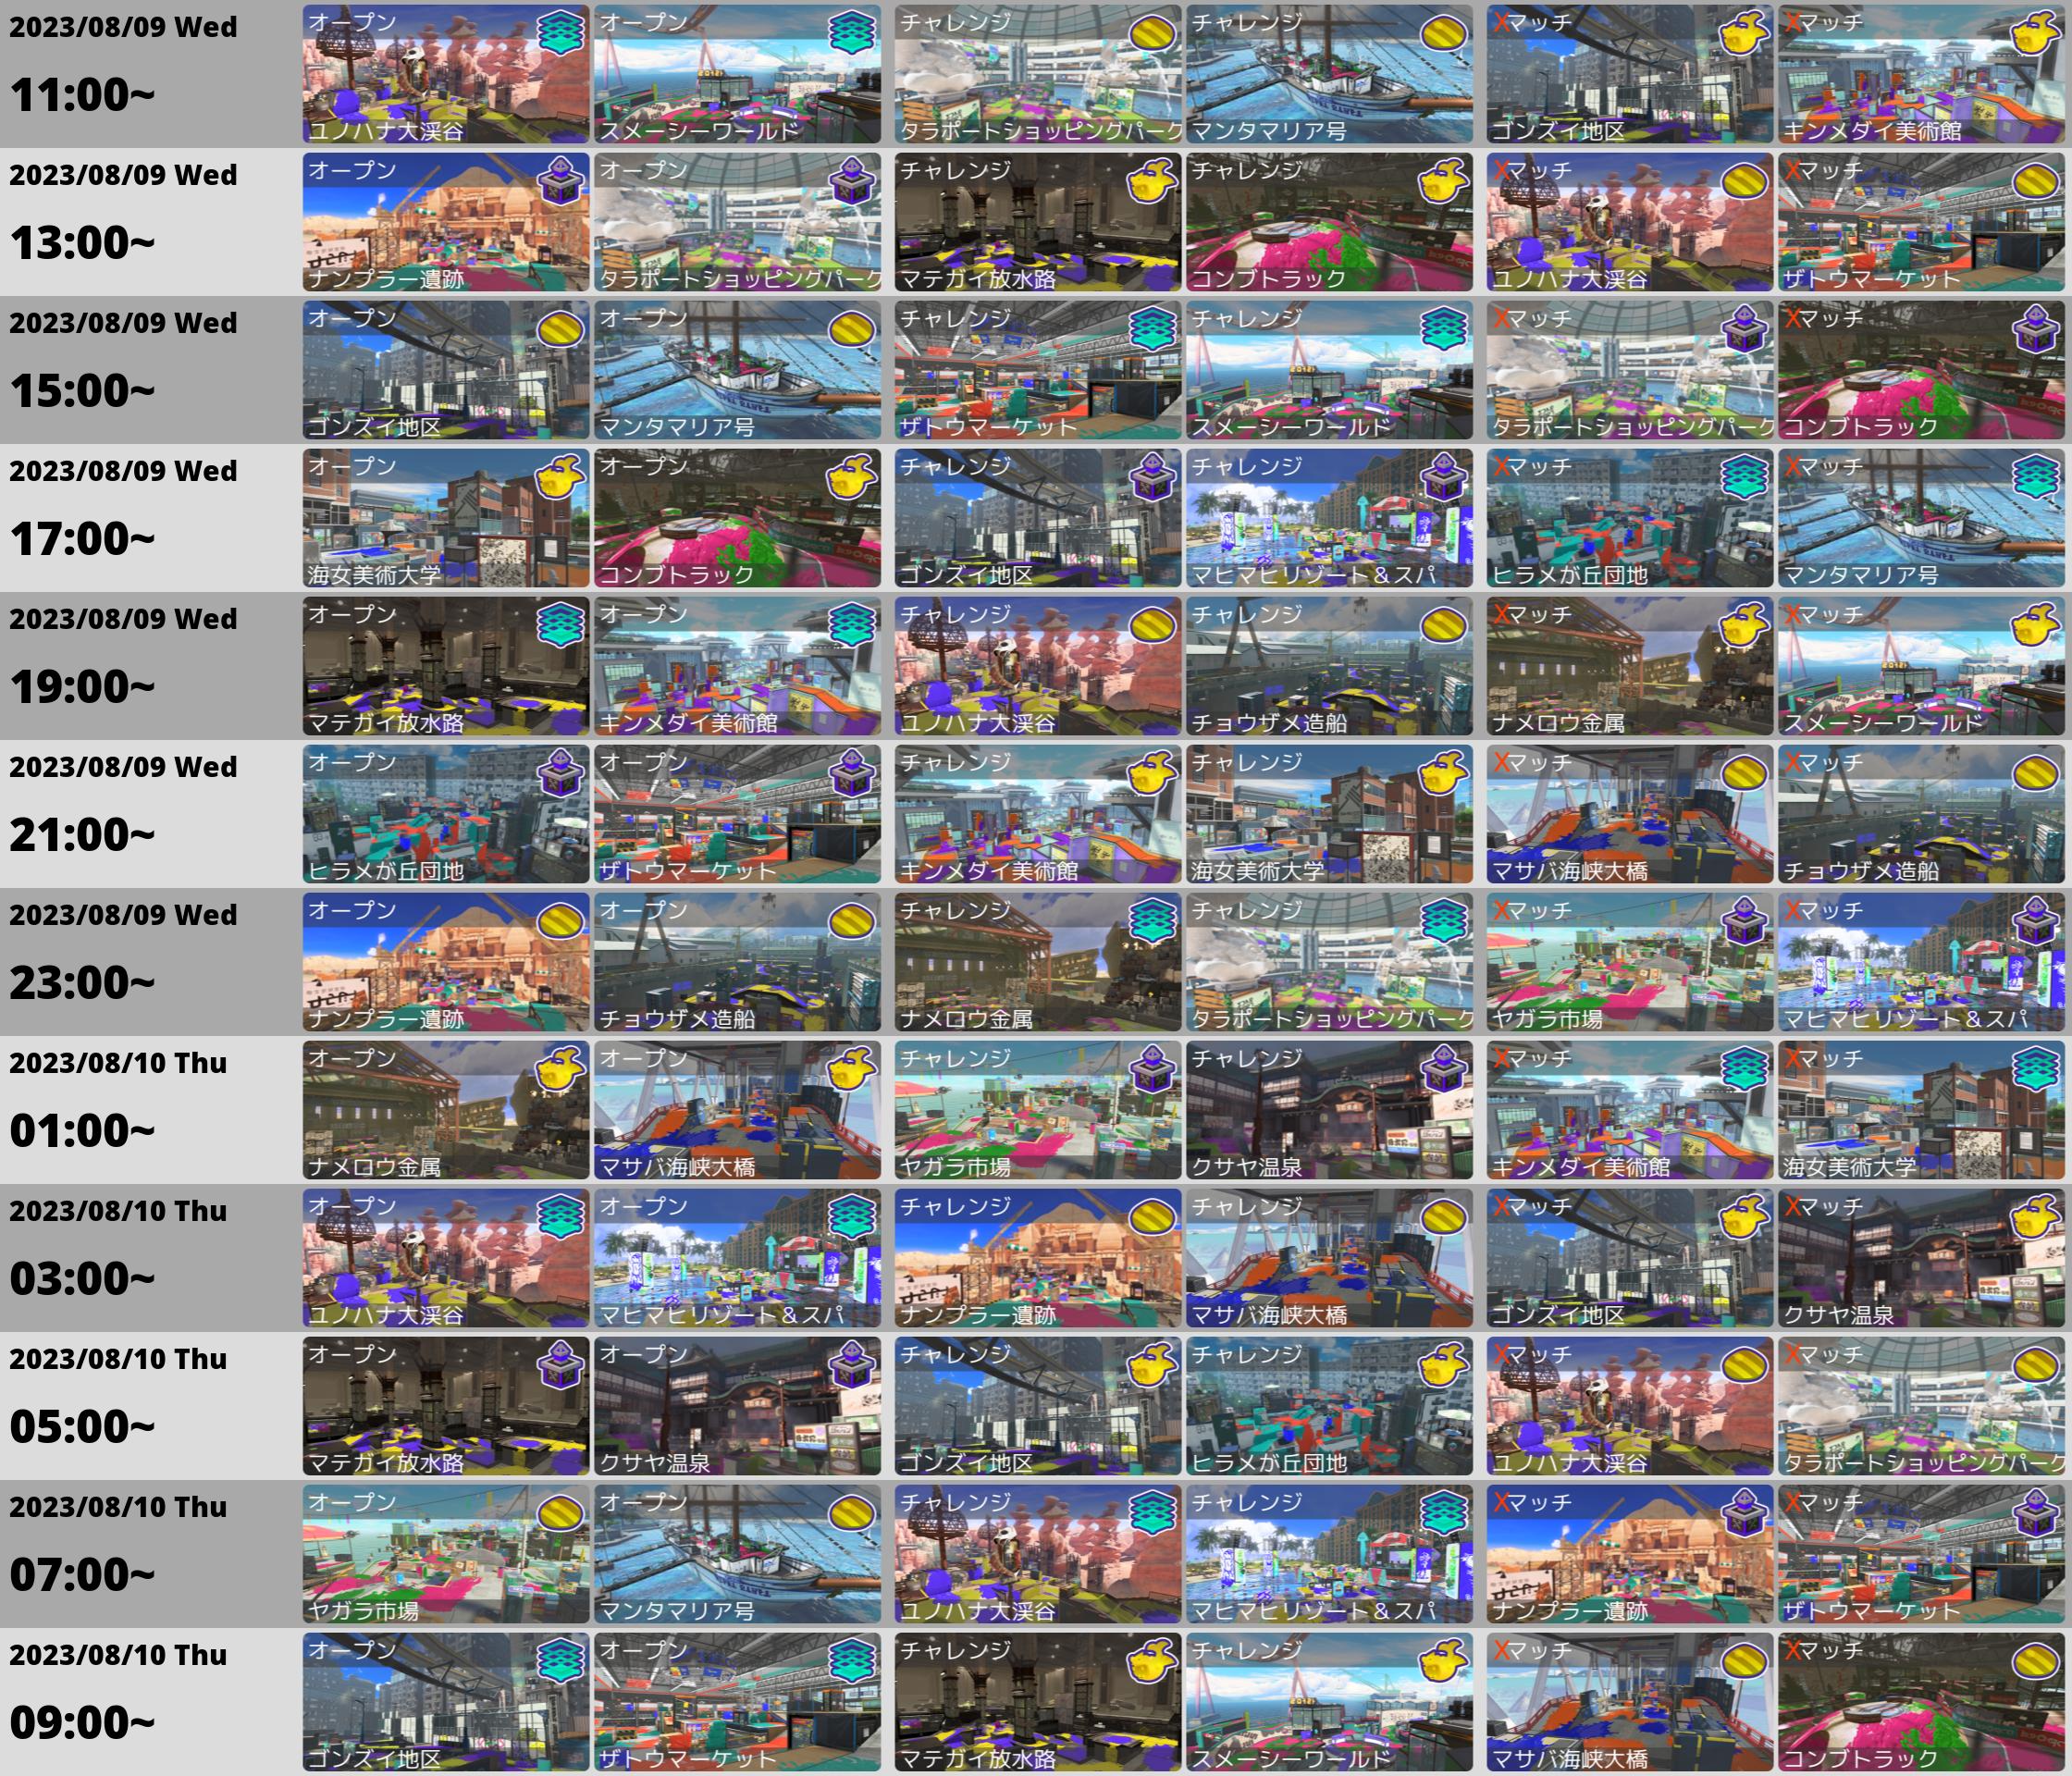 2023/08/09 Wed
11:00~
オープン オープン チャレンジ チャレンジ Xマッチ Xマッチ
ユノハナ大渓谷 スメーシーワールド タラポートショッピングパーク マンタマリア号 ゴンズイ地区 キンメダイ美術館
2023/08/09 Wed
13:00~
オープン オープン チャレンジ チャレンジ Xマッチ Xマッチ
ナンプラー遺跡 タラポートショッピングパーク マテガイ放水路 コンブトラック ユノハナ大渓谷 ザトウマーケット
2023/08/09 Wed
15:00~
オープン オープン チャレンジ チャレンジ Xマッチ Xマッチ
ゴンズイ地区 マンタマリア号 ザトウマーケット スメーシーワールド タラポートショッピングパーク コンブトラック
2023/08/09 Wed
17:00~
オープン オープン チャレンジ チャレンジ Xマッチ Xマッチ
海女美術大学 コンブトラック ゴンズイ地区 マヒマヒリゾート＆スパ ヒラメが丘団地 マンタマリア号
2023/08/09 Wed
19:00~
オープン オープン チャレンジ チャレンジ Xマッチ Xマッチ
マテガイ放水路 キンメダイ美術館 ユノハナ大渓谷 チョウザメ造船 ナメロウ金属 スメーシーワールド
2023/08/09 Wed
21:00~
オープン オープン チャレンジ チャレンジ Xマッチ Xマッチ
ヒラメが丘団地 ザトウマーケット キンメダイ美術館 海女美術大学 マサバ海峡大橋 チョウザメ造船
2023/08/09 Wed
23:00~
オープン オープン チャレンジ チャレンジ Xマッチ Xマッチ
ナンプラー遺跡 チョウザメ造船 ナメロウ金属 タラポートショッピングパーク ヤガラ市場 マヒマヒリゾート＆スパ
2023/08/10 Thu
01:00~
オープン オープン チャレンジ チャレンジ Xマッチ Xマッチ
ナメロウ金属 マサバ海峡大橋 ヤガラ市場 クサヤ温泉 キンメダイ美術館 海女美術大学
2023/08/10 Thu
03:00~
オープン オープン チャレンジ チャレンジ Xマッチ Xマッチ
ユノハナ大渓谷 マヒマヒリゾート＆スパ ナンプラー遺跡 マサバ海峡大橋 ゴンズイ地区 クサヤ温泉
2023/08/10 Thu
05:00~
オープン オープン チャレンジ チャレンジ Xマッチ Xマッチ
マテガイ放水路 クサヤ温泉 ゴンズイ地区 ヒラメが丘団地 ユノハナ大渓谷 タラポートショッピングパーク
2023/08/10 Thu
07:00~
オープン オープン チャレンジ チャレンジ Xマッチ Xマッチ
ヤガラ市場 マンタマリア号 ユノハナ大渓谷 マヒマヒリゾート＆スパ ナンプラー遺跡 ザトウマーケット
2023/08/10 Thu
09:00~
オープン オープン チャレンジ チャレンジ Xマッチ Xマッチ
ゴンズイ地区 ザトウマーケット マテガイ放水路 スメーシーワールド マサバ海峡大橋 コンブトラック